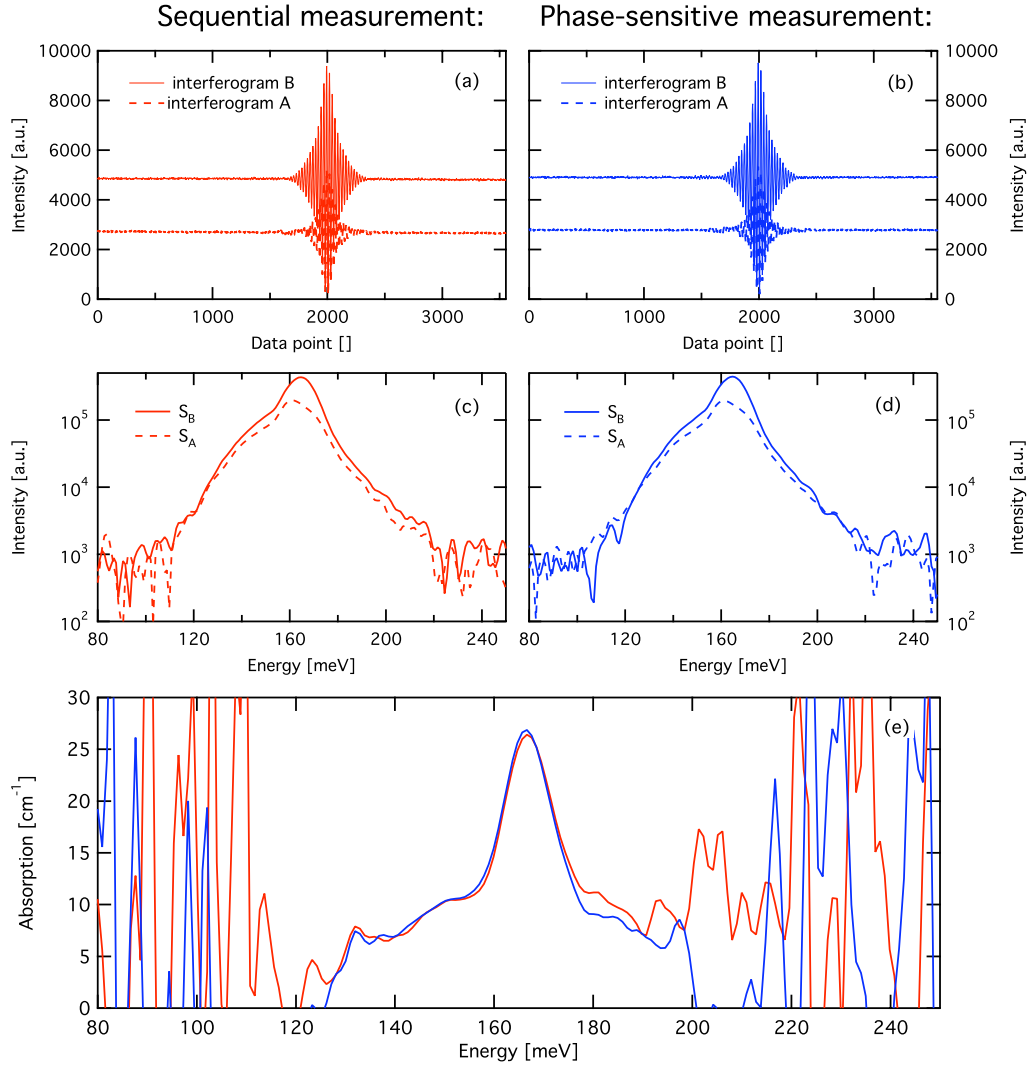 Sequential measurement:
Phase-sensitive measurement:
10000
8000
6000
4000
2000
0
Intensity [a.u.]
interferogram B
interferogram A
(a)
0
1000
2000
3000
Data point []
interferogram B
interferogram A
(b)
10000
8000
6000
4000
2000
0
Intensity [a.u.]
0
1000
2000
3000
Data point []
10^5
10^4
10^3
10^2
Intensity [a.u.]
S_B
S_A
(c)
80
120
160
200
240
Energy [meV]
S_B
S_A
(d)
10^5
10^4
10^3
10^2
Intensity [a.u.]
80
120
160
200
240
Energy [meV]
30
25
20
15
10
5
0
Absorption [cm^-1]
(e)
80
100
120
140
160
180
200
220
240
Energy [meV]